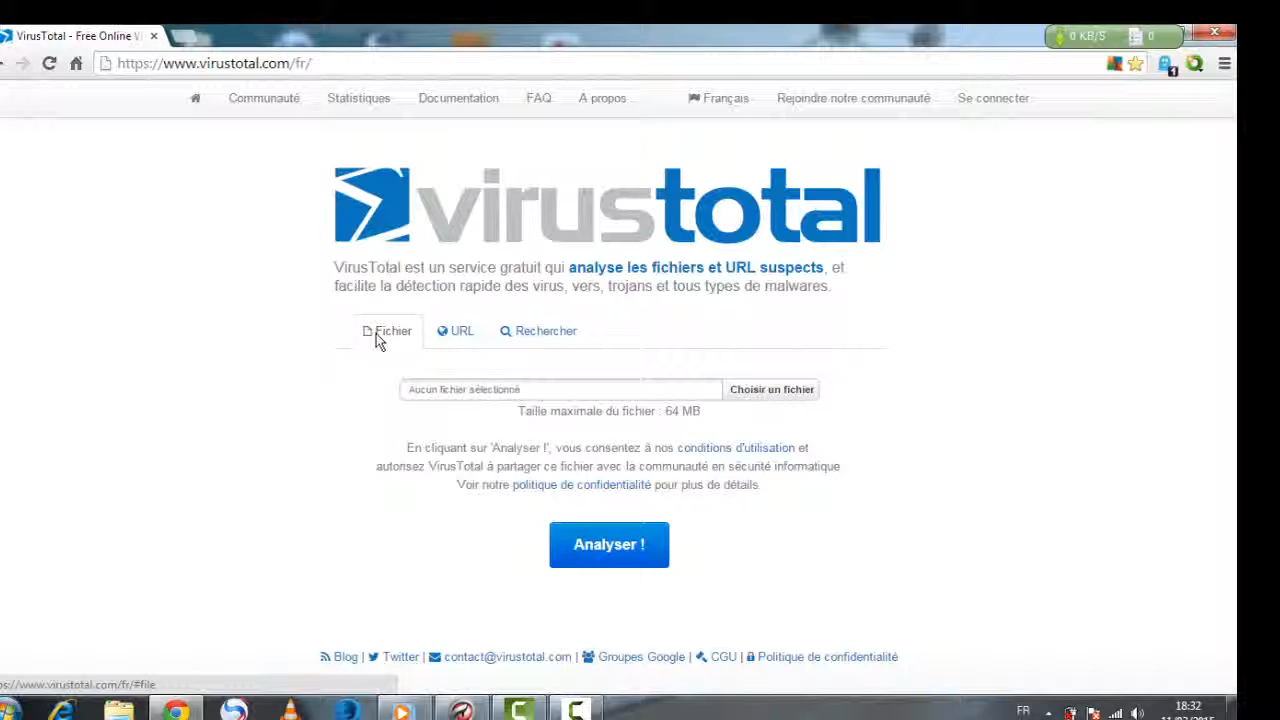 VirusTotal - Free Online V
0 KB/S
0
https://www.virustotal.com/fr/
1
Communauté Statistiques Documentation FAQ A propos Français Rejoindre notre communauté Se connecter
virustotal
VirusTotal est un service gratuit qui analyse les fichiers et URL suspects, et
facilite la détection rapide des virus, vers, trojans et tous types de malwares.
Fichier URL Rechercher
Aucun fichier sélectionné Choisir un fichier
Taille maximale du fichier : 64 MB
En cliquant sur 'Analyser !', vous consentez à nos conditions d'utilisation et
autorisez VirusTotal à partager ce fichier avec la communauté en sécurité informatique
Voir notre politique de confidentialité pour plus de détails.
Analyser !
Blog | Twitter | contact@virustotal.com | Groupes Google | CGU | Politique de confidentialité
ps://www.virustotal.com/fr/#file
FR
18:32